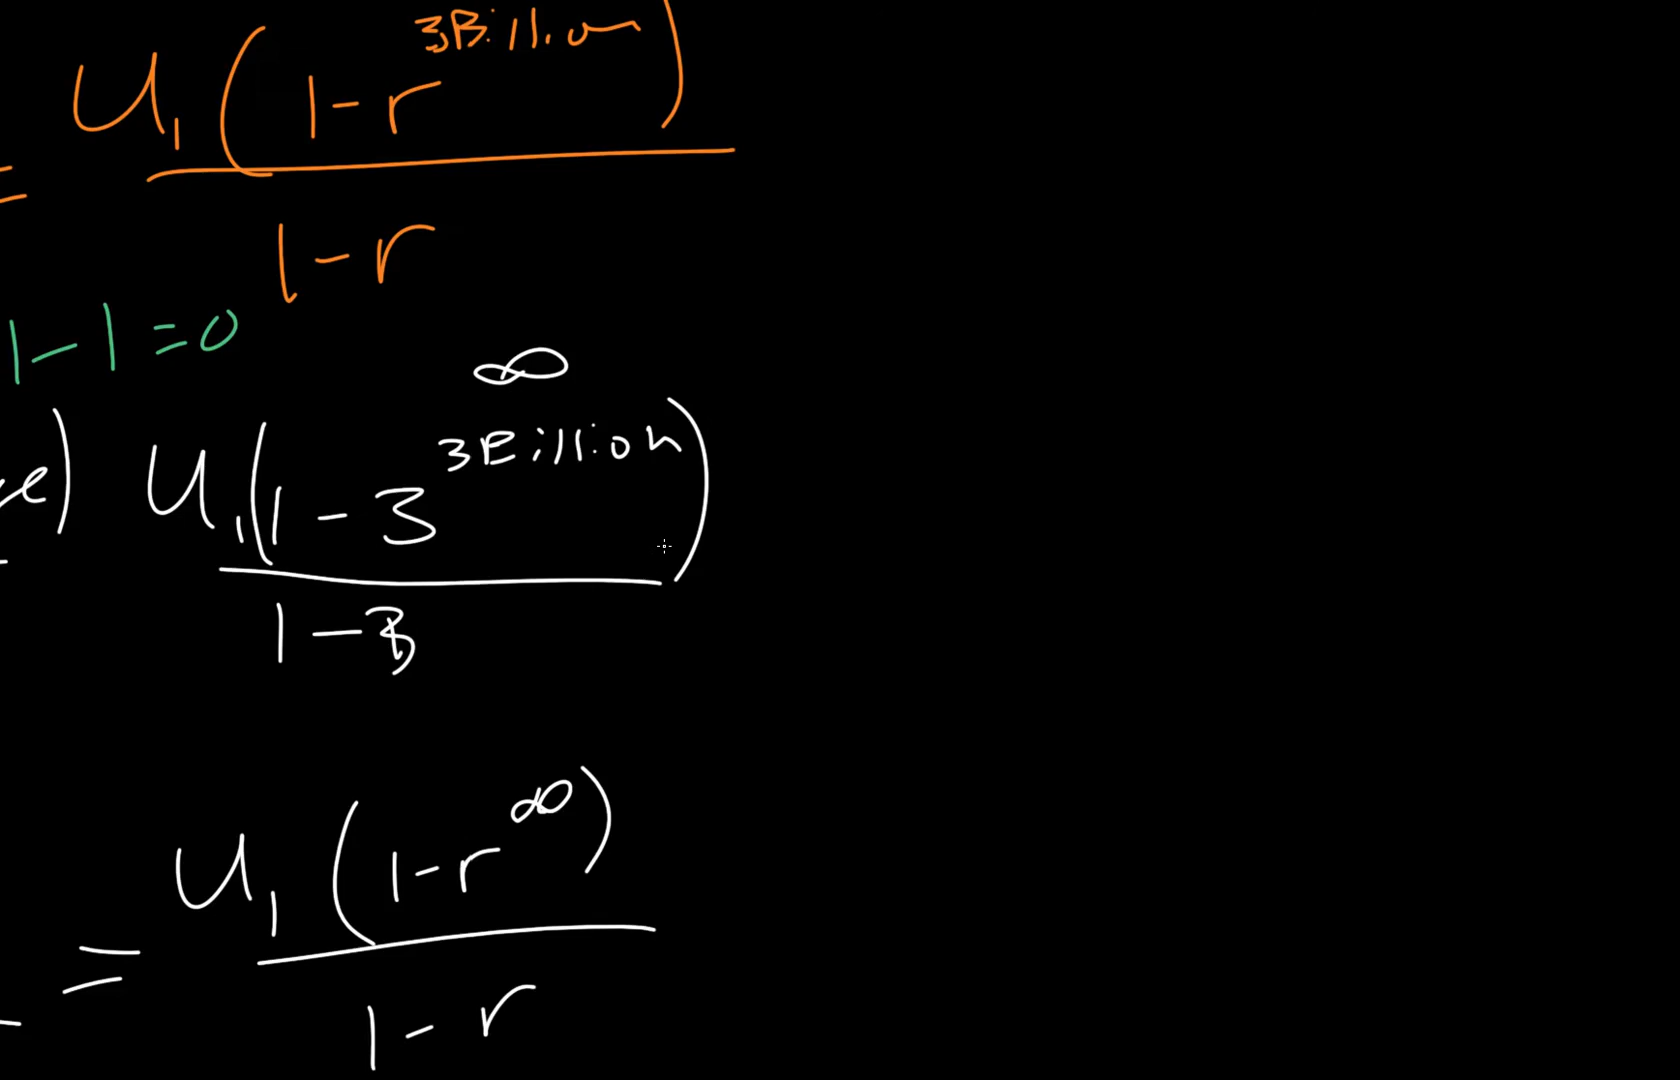 = U₁(1-r^3Billion)
1-r
1-1=0
∞
U₁(1-3^3Billion)
1-3
= U₁(1-r^∞)
1-r